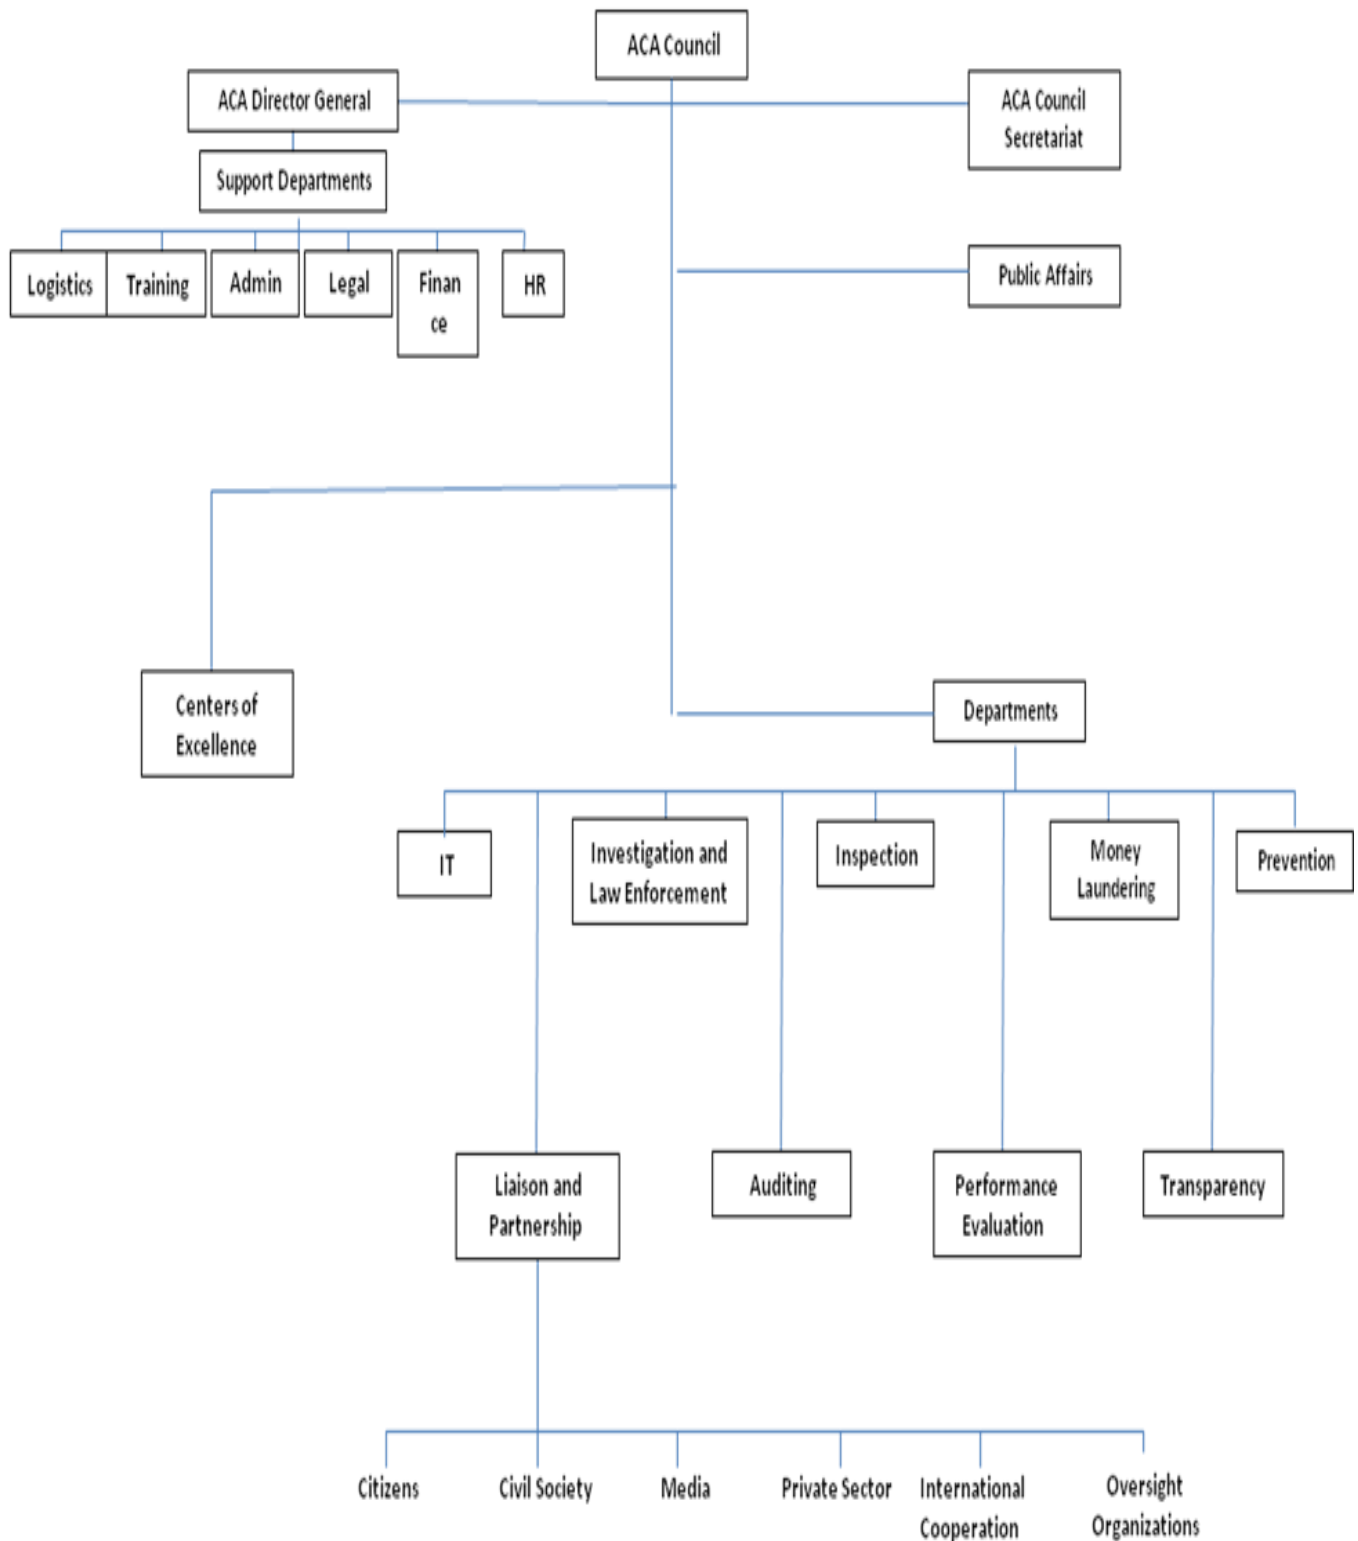 ACA Council
ACA Director General
ACA Council
Secretariat
Support Departments
Logistics
Training
Admin
Legal
Finan
ce
HR
Public Affairs
Centers of
Excellence
Departments
IT
Investigation and
Law Enforcement
Inspection
Money
Laundering
Prevention
Liaison and
Partnership
Auditing
Performance
Evaluation
Transparency
Citizens
Civil Society
Media
Private Sector
International
Cooperation
Oversight
Organizations